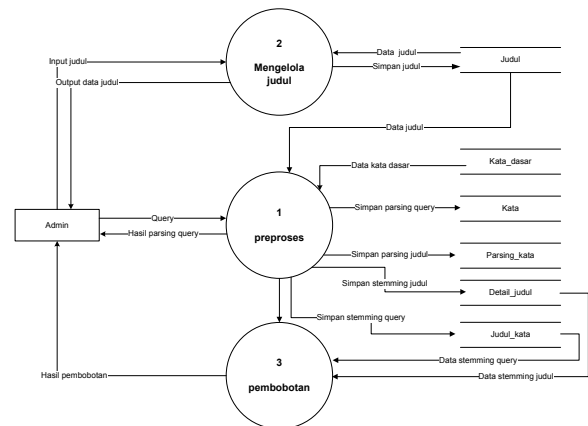 2
Mengelola
judul
Input judul
Output data judul
Data  judul
Simpan judul
Judul
Data judul
Data kata dasar
Kata_dasar
1
preproses
Simpan parsing query
Kata
Admin
Query
Hasil parsing query
Simpan parsing judul
Parsing_kata
Simpan stemming judul
Detail_judul
Simpan stemming query
Judul_kata
3
pembobotan
Data stemming query
Hasil pembobotan
Data stemming judul